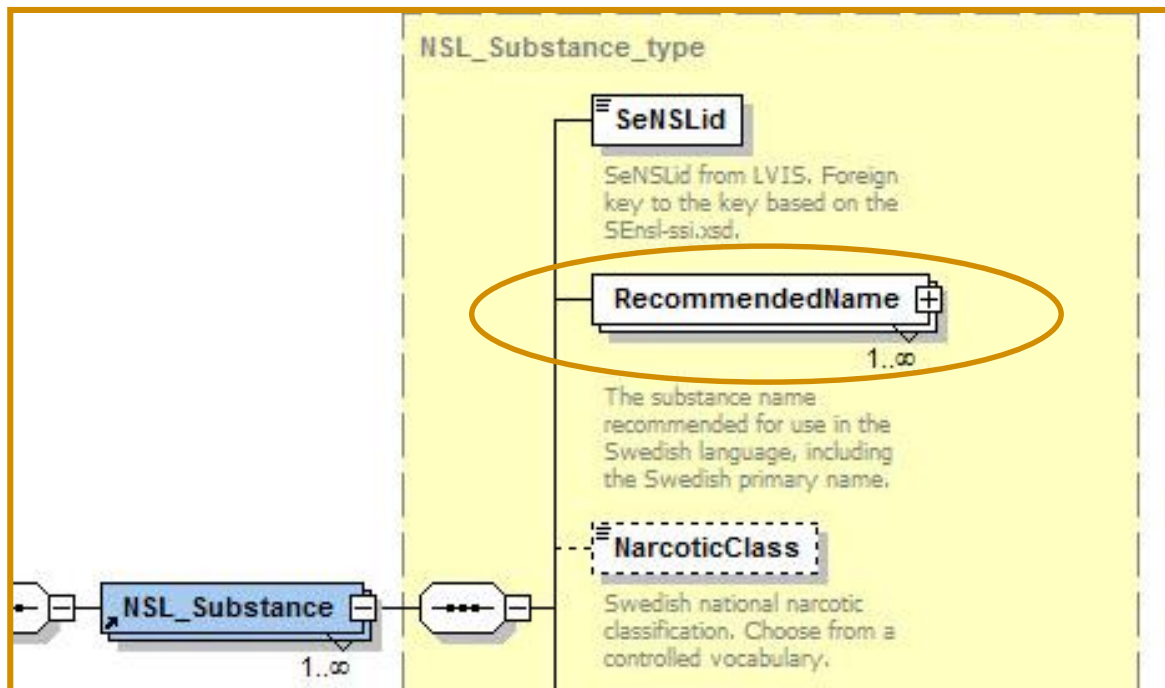 NSL_Substance_type
SeNSLid
SeNSLid from LVIS. Foreign
key to the key based on the
SEnsl-ssi.xsd.
RecommendedName
1..∞
The substance name
recommended for use in the
Swedish language, including
the Swedish primary name.
NarcoticClass
Swedish national narcotic
classification. Choose from a
controlled vocabulary.
NSL_Substance
1..∞